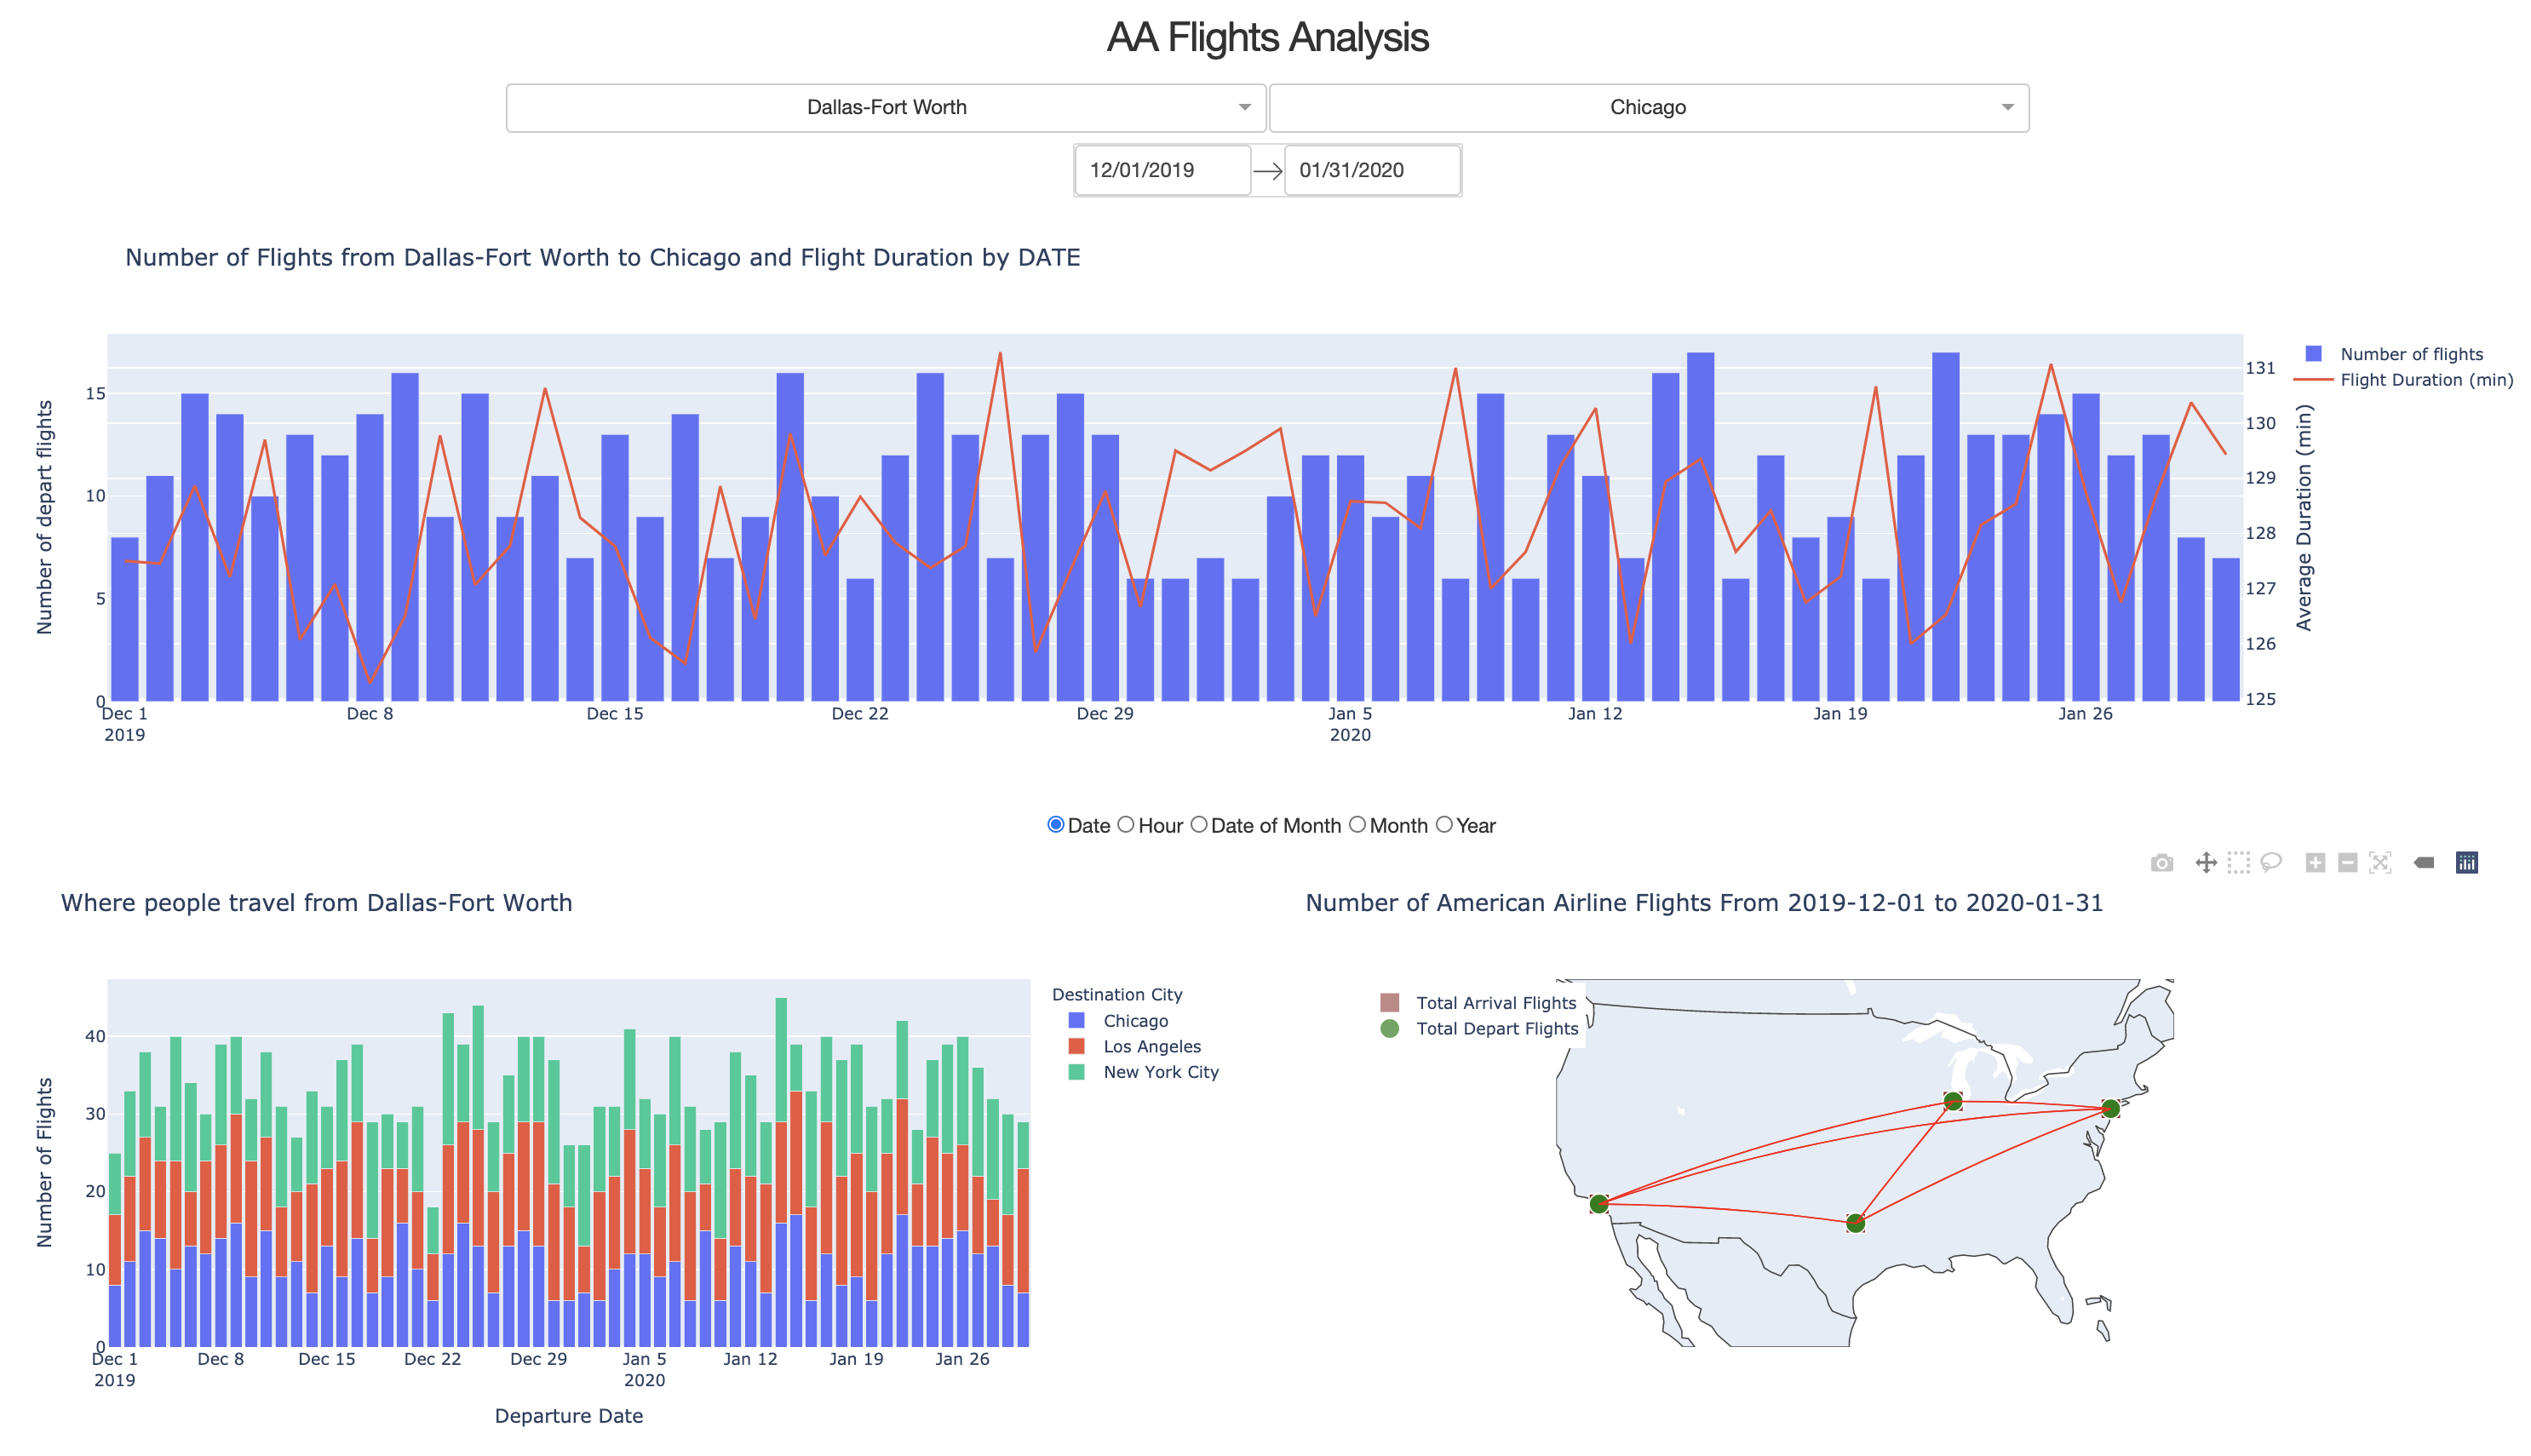 AA Flights Analysis
Dallas-Fort Worth
Chicago
12/01/2019
01/31/2020
Number of Flights from Dallas-Fort Worth to Chicago and Flight Duration by DATE
Number of depart flights
15
10
5
0
Dec 1
2019
Dec 8
Dec 15
Dec 22
Dec 29
Jan 5
2020
Jan 12
Jan 19
Jan 26
131
130
129
128
127
126
125
Average Duration (min)
Number of flights
Flight Duration (min)
Date Hour Date of Month Month Year
Where people travel from Dallas-Fort Worth
Number of Flights
40
30
20
10
0
Dec 1
2019
Dec 8
Dec 15
Dec 22
Dec 29
Jan 5
2020
Jan 12
Jan 19
Jan 26
Departure Date
Destination City
Chicago
Los Angeles
New York City
Number of American Airline Flights From 2019-12-01 to 2020-01-31
Total Arrival Flights
Total Depart Flights